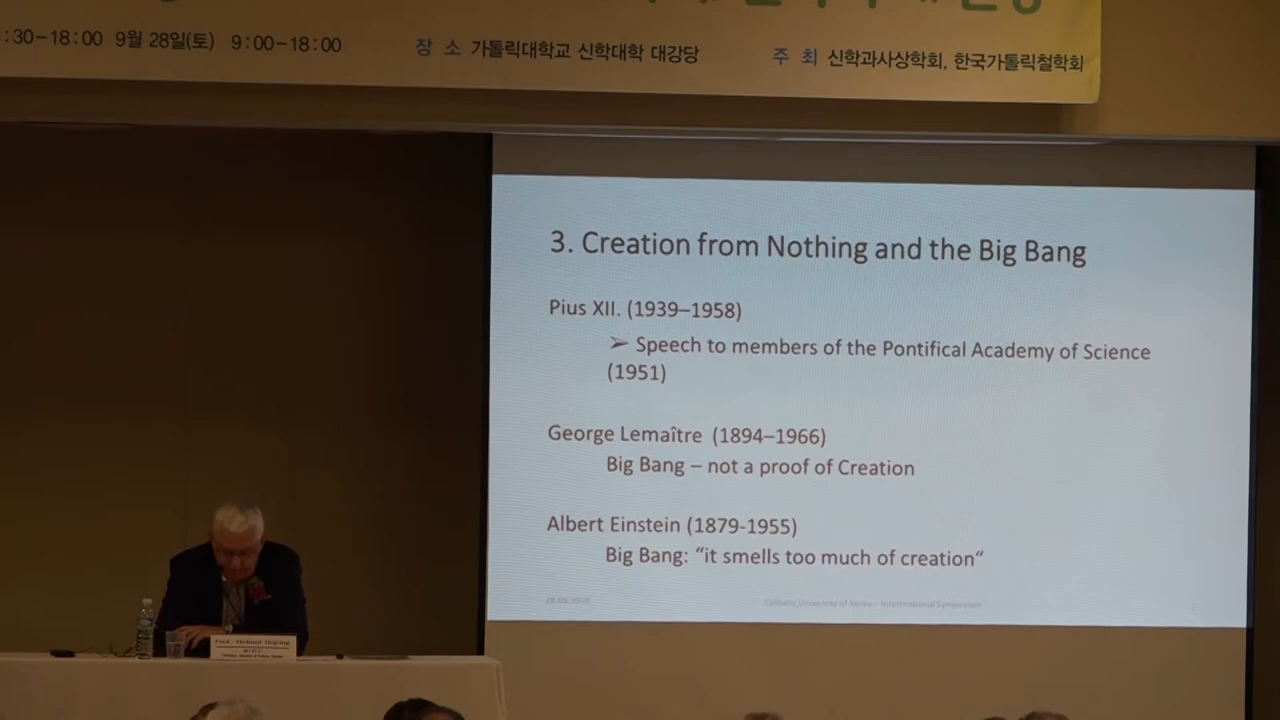 :30-18:00 9월 28일(토) 9:00-18:00 장 소 가톨릭대학교 신학대학 대강당 주 최 신학과사상학회, 한국가톨릭철학회
3. Creation from Nothing and the Big Bang
Pius XII. (1939–1958)
➢ Speech to members of the Pontifical Academy of Science
(1951)
George Lemaître (1894–1966)
Big Bang – not a proof of Creation
Albert Einstein (1879-1955)
Big Bang: “it smells too much of creation“
Catholic University of Korea – International Symposium
Prof. Helmut Hoping